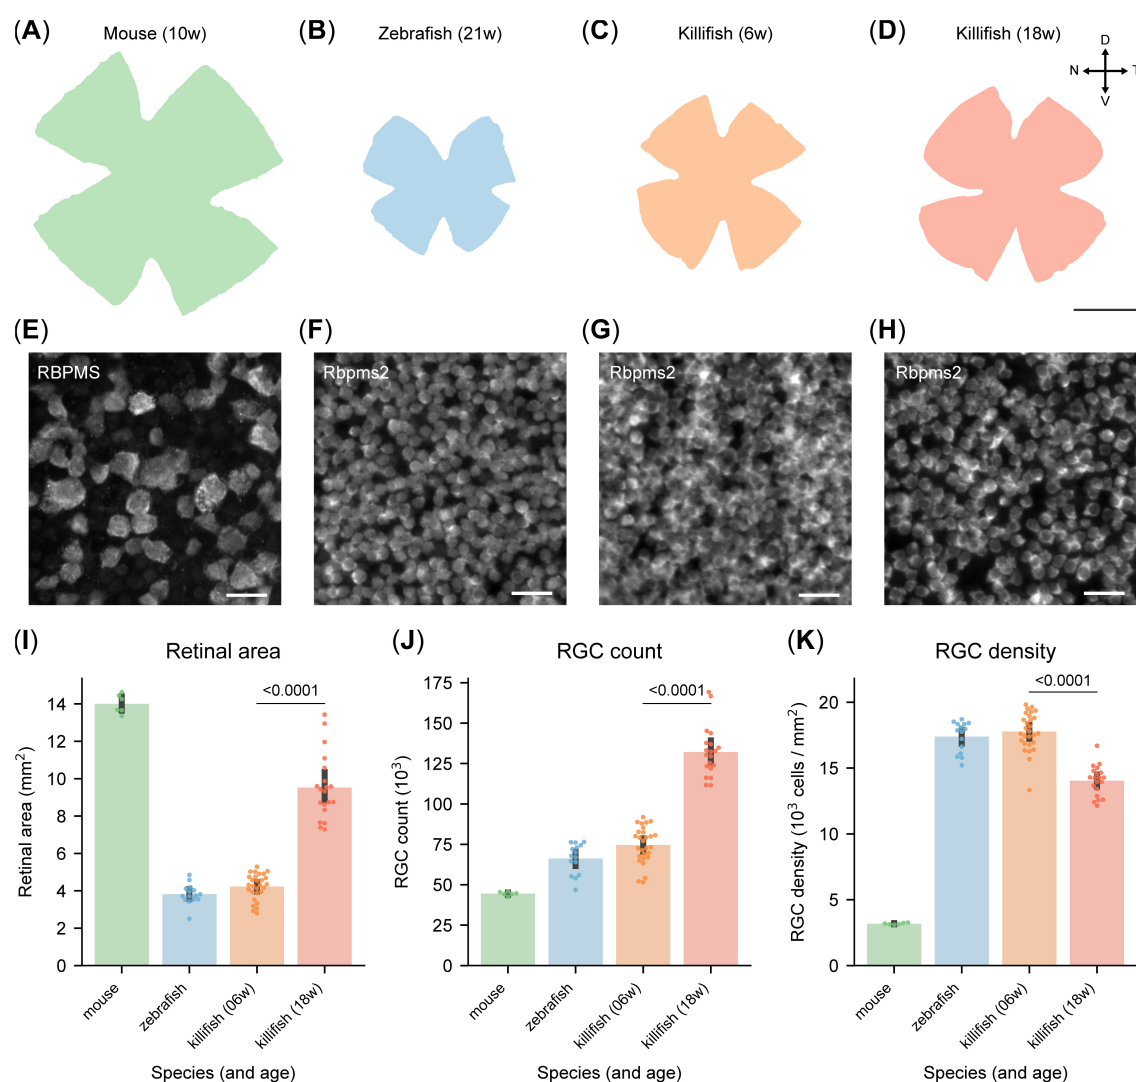 (A) Mouse (10w)
(B) Zebrafish (21w)
(C) Killifish (6w)
(D) Killifish (18w)
D
N T
V
(E) (F) (G) (H)
RBPMS
Rbpms2
Rbpms2
Rbpms2
(I) Retinal area
<0.0001
Retinal area (mm²)
14
12
10
8
6
4
2
0
mouse
zebrafish
killifish (06w)
killifish (18w)
Species (and age)
(J) RGC count
<0.0001
RGC count (10³)
175
150
125
100
75
50
25
0
mouse
zebrafish
killifish (06w)
killifish (18w)
Species (and age)
(K) RGC density
<0.0001
RGC density (10³ cells / mm²)
20
15
10
5
0
mouse
zebrafish
killifish (06w)
killifish (18w)
Species (and age)